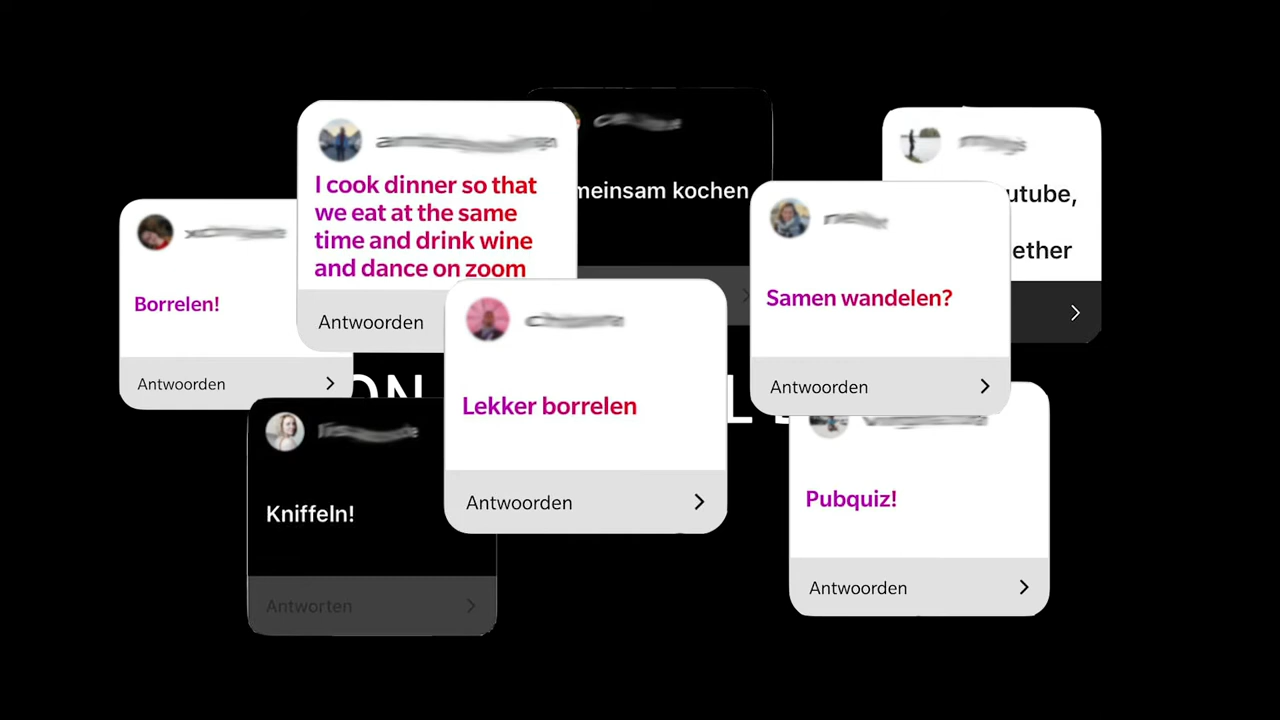 I cook dinner so that
we eat at the same
time and drink wine
and dance on zoom
Antwoorden
meinsam kochen
utube,
ether
Borrelen!
Antwoorden
Samen wandelen?
Antwoorden
ON
Lekker borrelen
Antwoorden
Kniffeln!
Antworten
Pubquiz!
Antwoorden